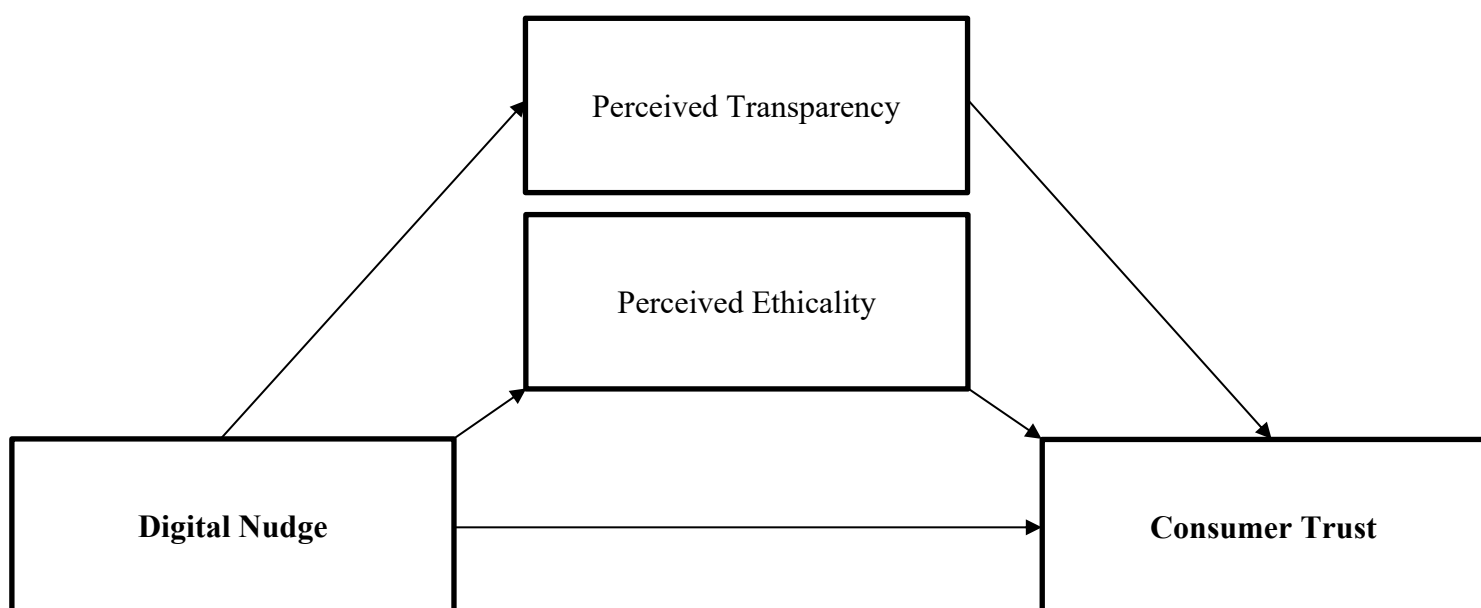 Perceived Transparency
Perceived Ethicality
Digital Nudge
Consumer Trust